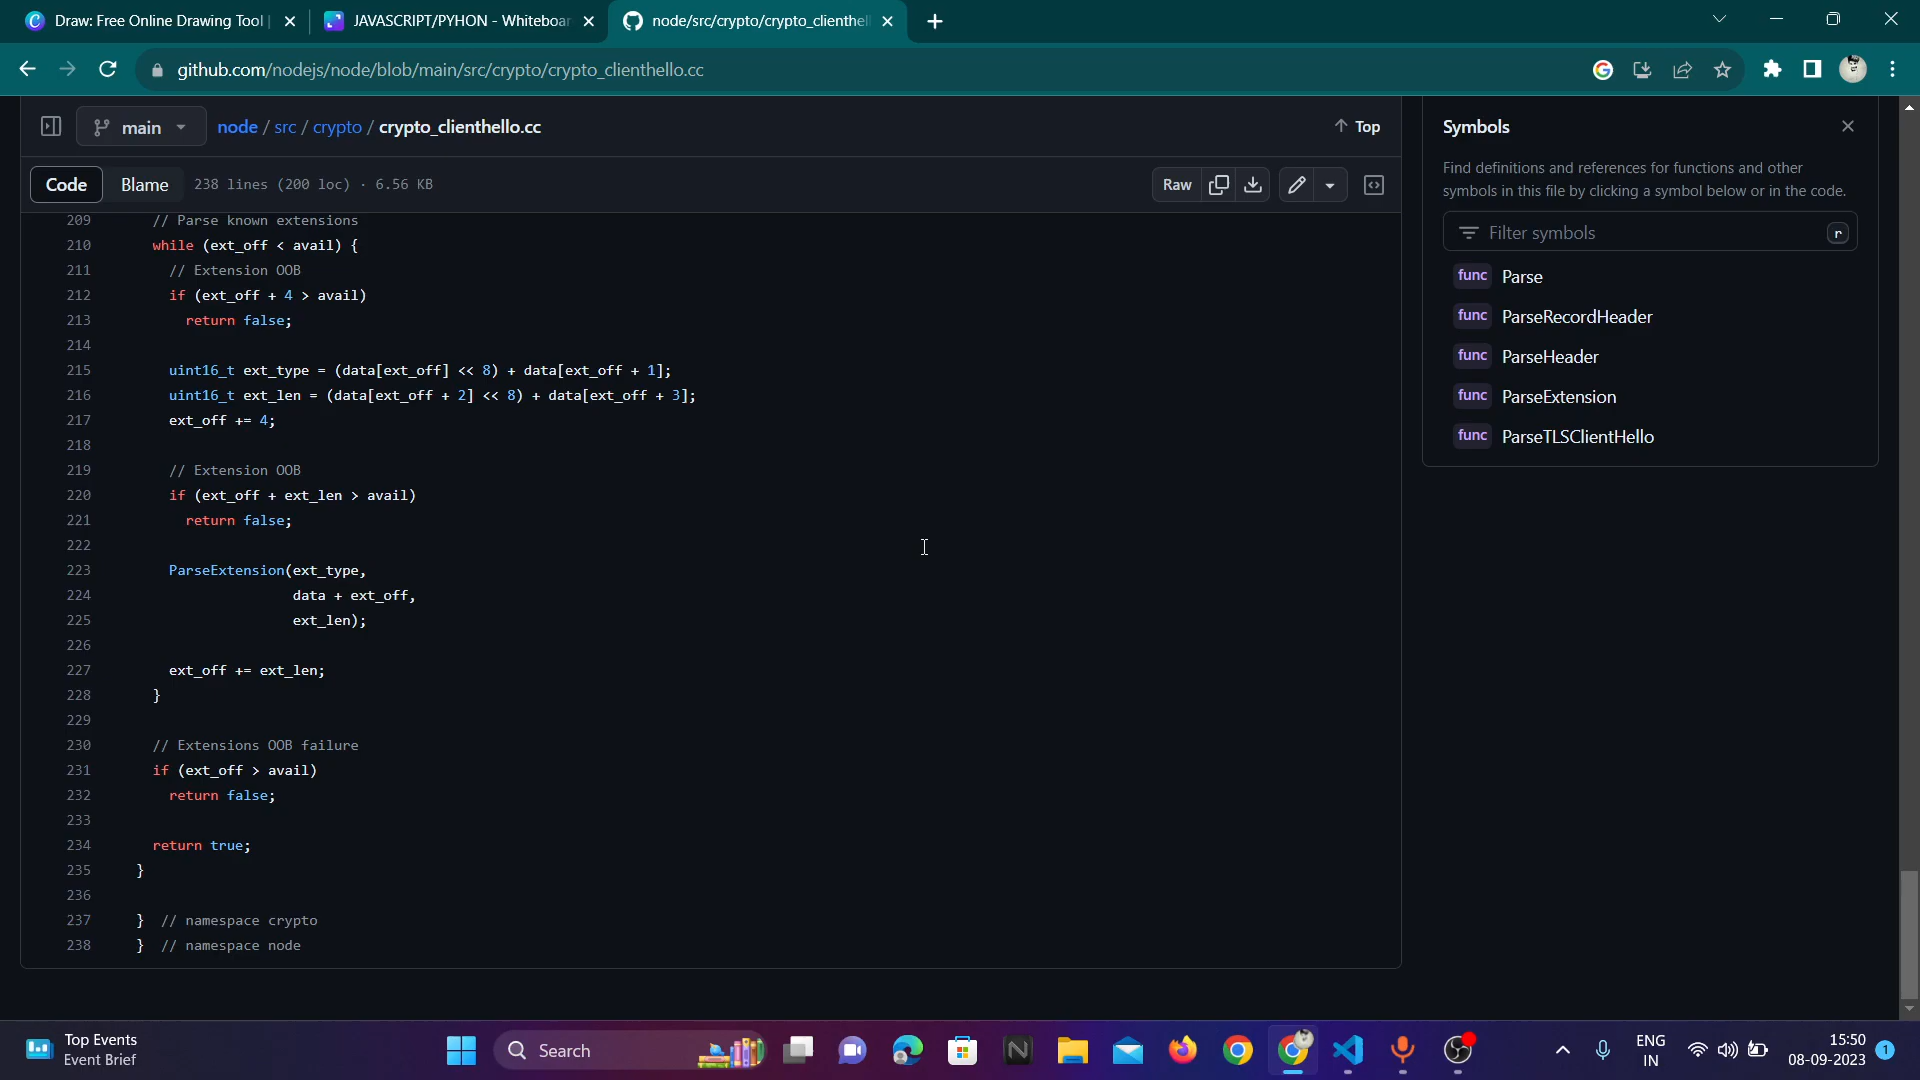 Draw: Free Online Drawing Tool
JAVASCRIPT/PYHON - Whiteboar
node/src/crypto/crypto_clienthel
github.com/nodejs/node/blob/main/src/crypto/crypto_clienthello.cc
main
node / src / crypto / crypto_clienthello.cc
Top
Code Blame 238 lines (200 loc) · 6.56 KB
Raw
209 // Parse known extensions
210 while (ext_off < avail) {
211 // Extension OOB
212 if (ext_off + 4 > avail)
213 return false;
214
215 uint16_t ext_type = (data[ext_off] << 8) + data[ext_off + 1];
216 uint16_t ext_len = (data[ext_off + 2] << 8) + data[ext_off + 3];
217 ext_off += 4;
218
219 // Extension OOB
220 if (ext_off + ext_len > avail)
221 return false;
222
223 ParseExtension(ext_type,
224 data + ext_off,
225 ext_len);
226
227 ext_off += ext_len;
228 }
229
230 // Extensions OOB failure
231 if (ext_off > avail)
232 return false;
233
234 return true;
235 }
236
237 } // namespace crypto
238 } // namespace node
Symbols
Find definitions and references for functions and other
symbols in this file by clicking a symbol below or in the code.
Filter symbols r
func Parse
func ParseRecordHeader
func ParseHeader
func ParseExtension
func ParseTLSClientHello
Top Events
Event Brief
Search
ENG
IN
15:50
08-09-2023
1